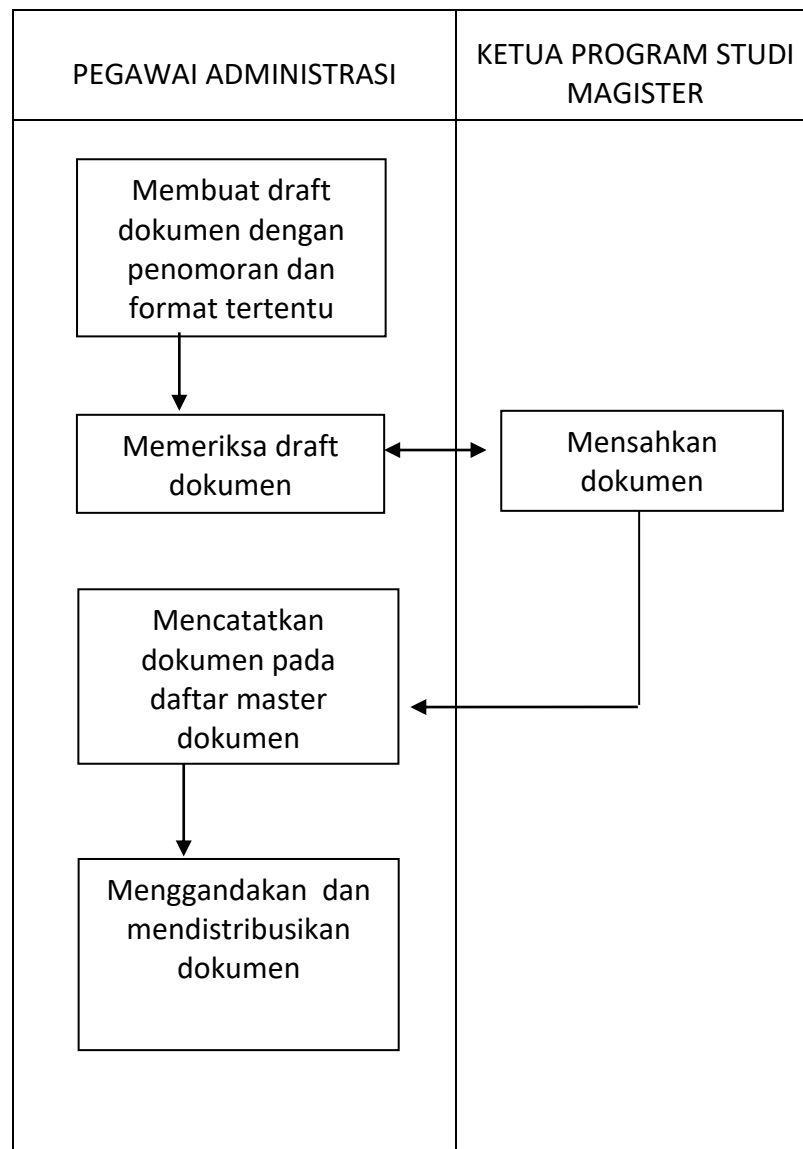 PEGAWAI ADMINISTRASI
KETUA PROGRAM STUDI
MAGISTER
Membuat draft
dokumen dengan
penomoran dan
format tertentu
Memeriksa draft
dokumen
Mensahkan
dokumen
Mencatatkan
dokumen pada
daftar master
dokumen
Menggandakan  dan
mendistribusikan
dokumen